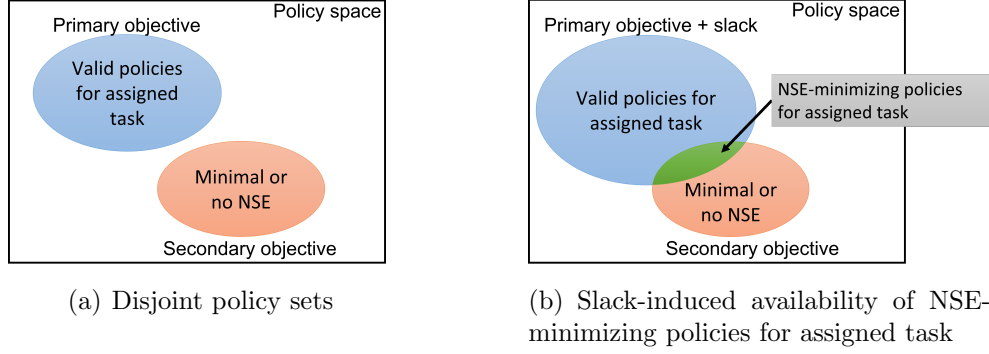 Policy space
Primary objective
Valid policies
for assigned
task
Minimal or
no NSE
Secondary objective
(a) Disjoint policy sets
Policy space
Primary objective + slack
Valid policies for
assigned task
NSE-minimizing policies
for assigned task
Minimal or
no NSE
Secondary objective
(b) Slack-induced availability of NSE-
minimizing policies for assigned task